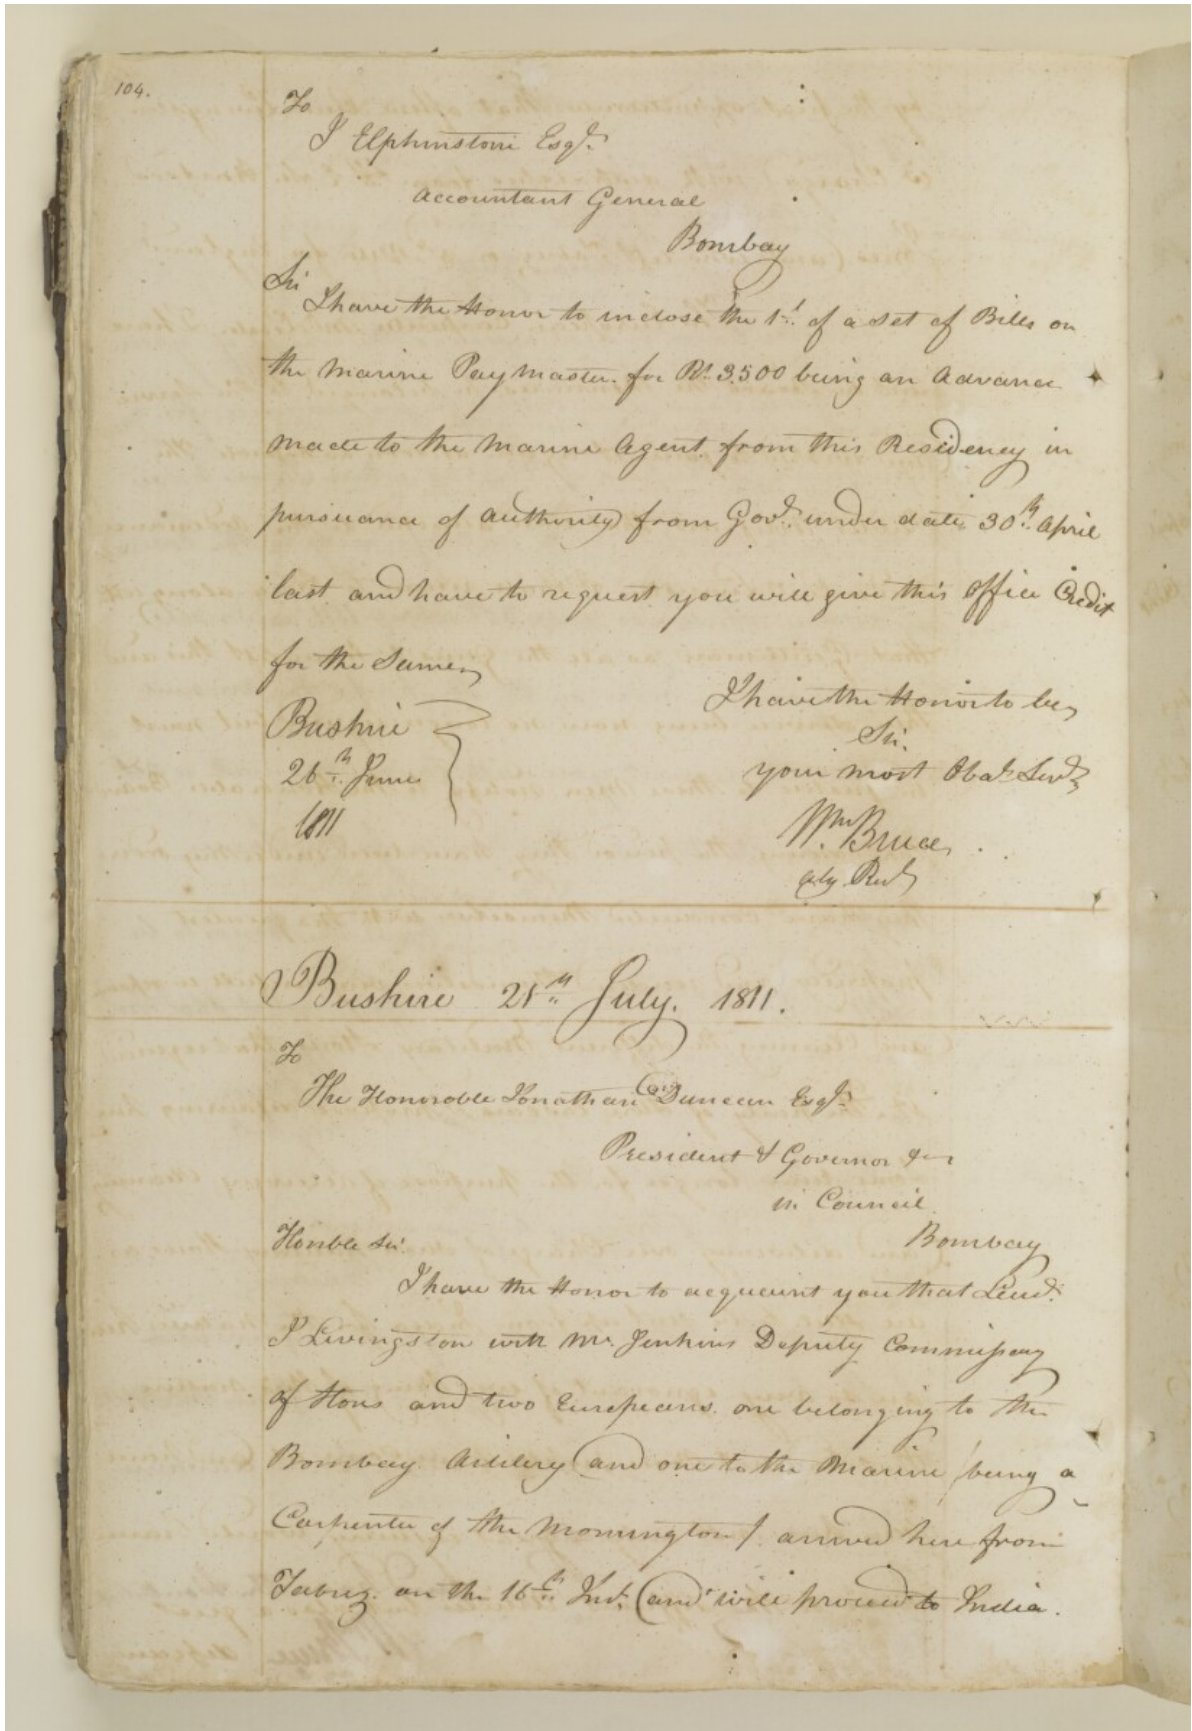 104.
To
J Elphinstone Esqr.
Accountant General
Bombay
Sir
I have the Honor to inclose the 1st. of a set of Bills on
the Marine Paymaster for Rs. 3500 being an Advance
made to the Marine Agent from this Residency in
pursuance of authority from Govt. under date 30th. April
last and have to request you will give this Office Credit
for the Same,
I have the Honor to be,
Bushire
Sir.
26th. June
your most Obdt. Servt.
1811
Wm. Bruce
actg. Resdt
Bushire 21st. July. 1811.
To
The Honoroble Jonathan Duncan Esqr.
President & Governor &ca
in Council
Bombay
Honble Sir.
I have the Honor to acquaint you that Lieut.
J Livingston with Mr. Jenkins Deputy Commissary
of Stores and two Europeans one belonging to the
Bombay Artillery and one to the Marine /being a
Carpenter of the Mornington/ arrived here from
Tabrez on the 16th. Inst. and will proceed to India.